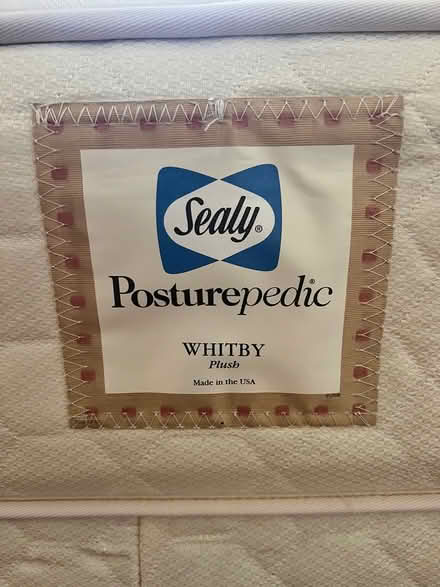 Sealy®
Posturepedic®
WHITBY
Plush
Made in the USA